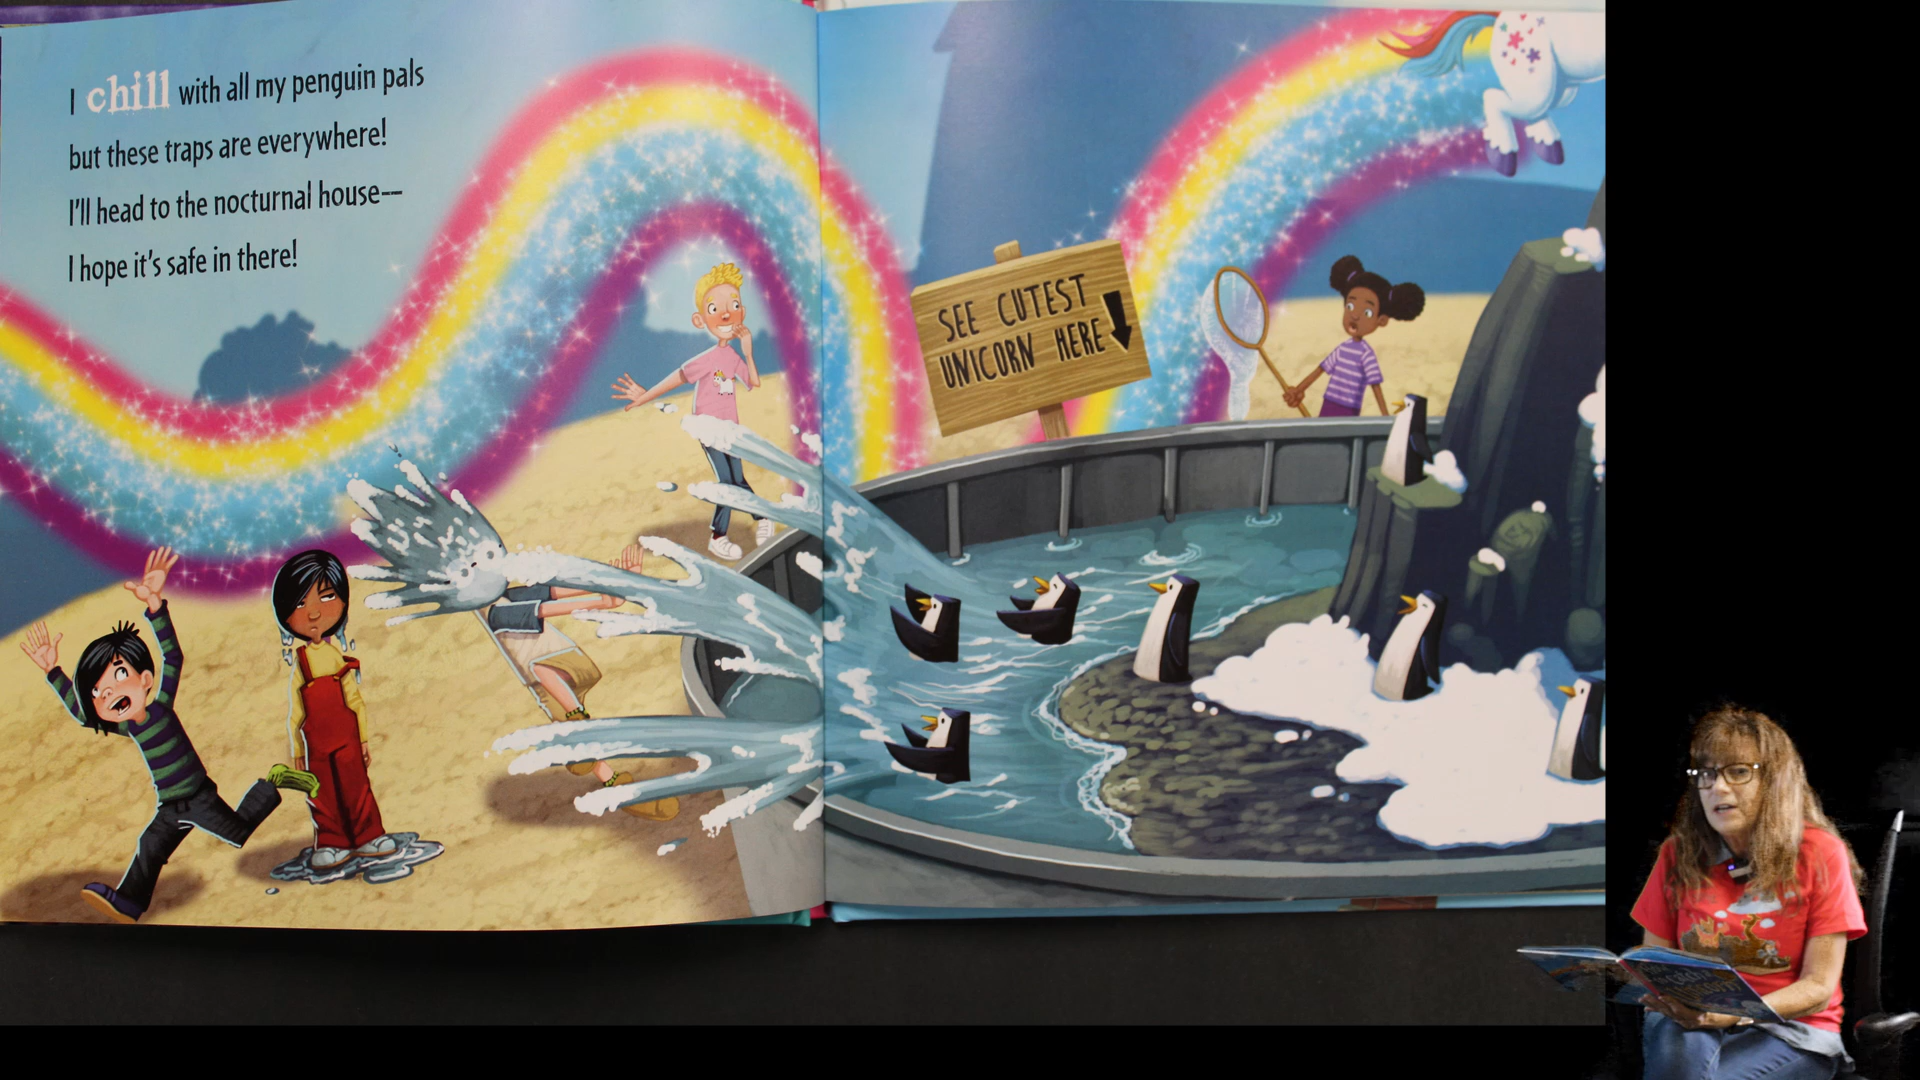 I chill with all my penguin pals
but these traps are everywhere!
I'll head to the nocturnal house––
I hope it's safe in there!
SEE CUTEST
UNICORN HERE